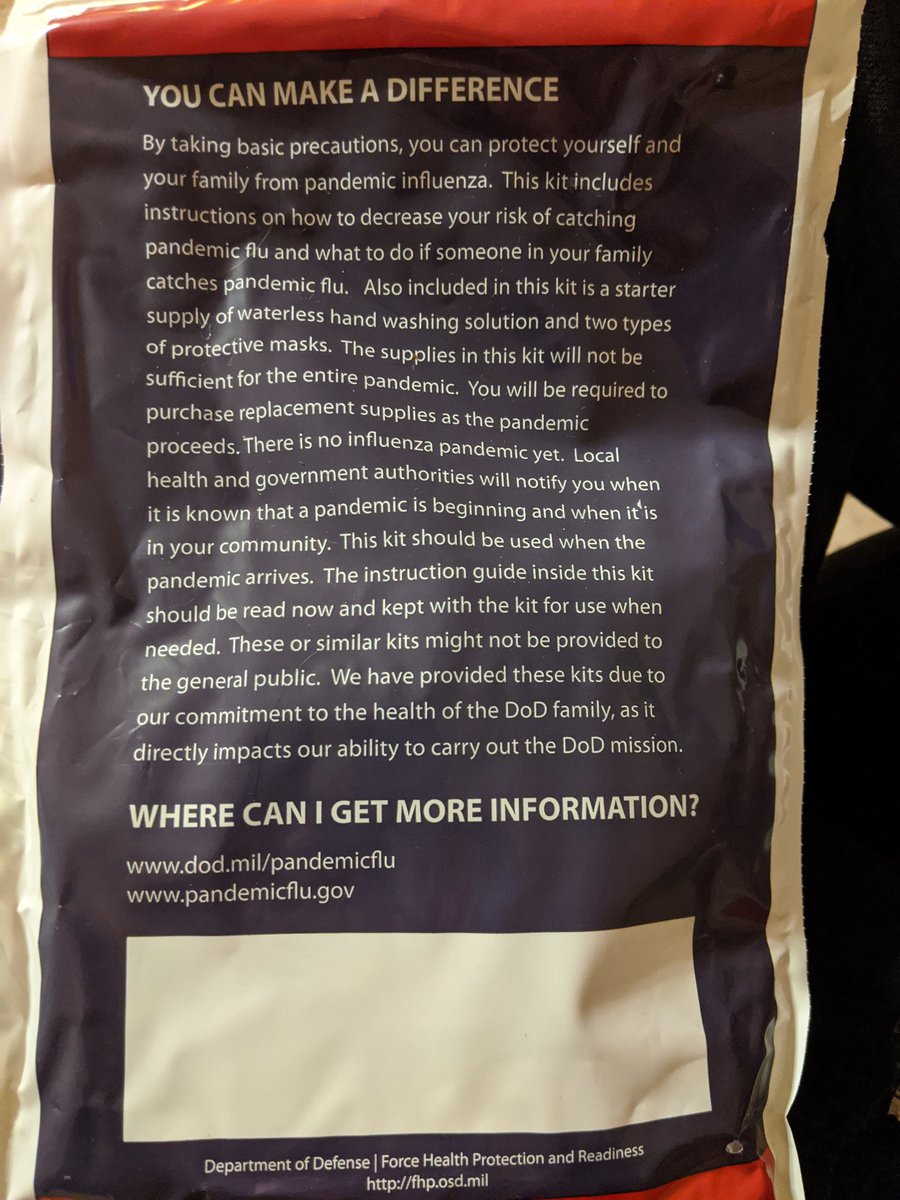 YOU CAN MAKE A DIFFERENCE
By taking basic precautions, you can protect yourself and
your family from pandemic influenza. This kit includes
instructions on how to decrease your risk of catching
pandemic flu and what to do if someone in your family
catches pandemic flu. Also included in this kit is a starter
supply of waterless hand washing solution and two types
of protective masks. The supplies in this kit will not be
sufficient for the entire pandemic. You will be required to
purchase replacement supplies as the pandemic
proceeds. There is no influenza pandemic yet. Local
health and government authorities will notify you when
it is known that a pandemic is beginning and when it is
in your community. This kit should be used when the
pandemic arrives. The instruction guide inside this kit
should be read now and kept with the kit for use when
needed. These or similar kits might not be provided to
the general public. We have provided these kits due to
our commitment to the health of the DoD family, as it
directly impacts our ability to carry out the DoD mission.
WHERE CAN I GET MORE INFORMATION?
www.dod.mil/pandemicflu
www.pandemicflu.gov
Department of Defense | Force Health Protection and Readiness
http://fhp.osd.mil